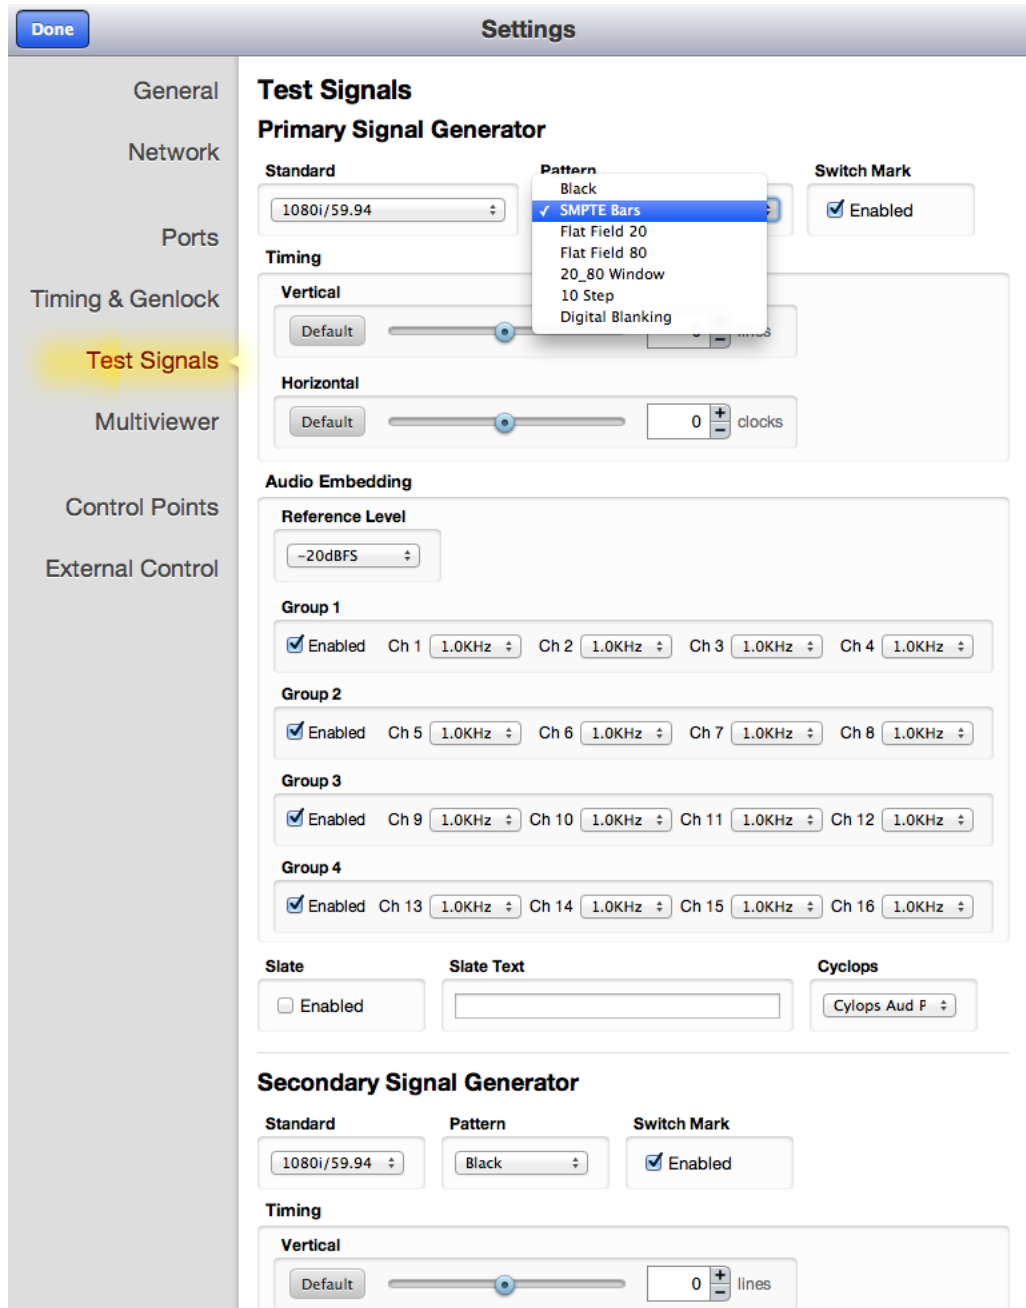 Done
Settings
General
Network
Ports
Timing & Genlock
Test Signals
Multiviewer
Control Points
External Control
Test Signals
Primary Signal Generator
Standard Pattern Switch Mark
1080i/59.94
Enabled
Black
✓ SMPTE Bars
Flat Field 20
Flat Field 80
20_80 Window
10 Step
Digital Blanking
Timing
Vertical
Default lines
Horizontal
Default 0 + − clocks
Audio Embedding
Reference Level
-20dBFS
Group 1
Enabled Ch 1 1.0KHz Ch 2 1.0KHz Ch 3 1.0KHz Ch 4 1.0KHz
Group 2
Enabled Ch 5 1.0KHz Ch 6 1.0KHz Ch 7 1.0KHz Ch 8 1.0KHz
Group 3
Enabled Ch 9 1.0KHz Ch 10 1.0KHz Ch 11 1.0KHz Ch 12 1.0KHz
Group 4
Enabled Ch 13 1.0KHz Ch 14 1.0KHz Ch 15 1.0KHz Ch 16 1.0KHz
Slate Slate Text Cyclops
Enabled Cylops Aud P
Secondary Signal Generator
Standard Pattern Switch Mark
1080i/59.94 Black Enabled
Timing
Vertical
Default 0 + − lines